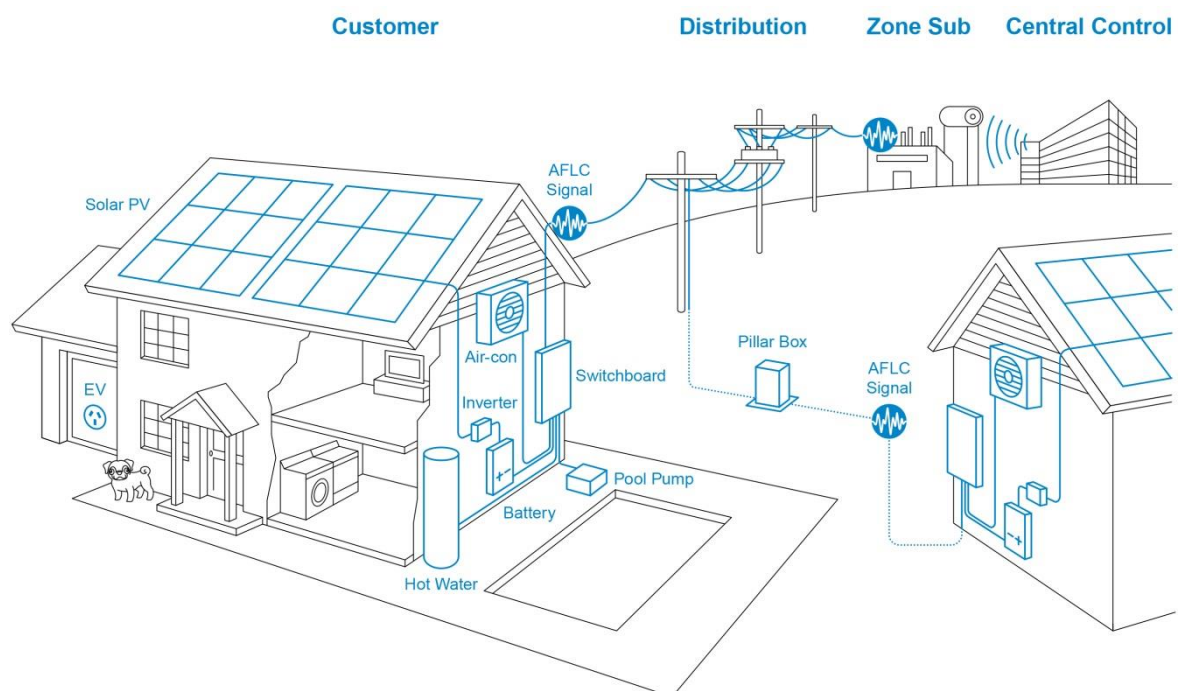 Customer
Distribution
Zone Sub
Central Control
AFLC
Signal
Solar PV
Air-con
Switchboard
Pillar Box
AFLC
Signal
EV
Inverter
Pool Pump
Battery
Hot Water